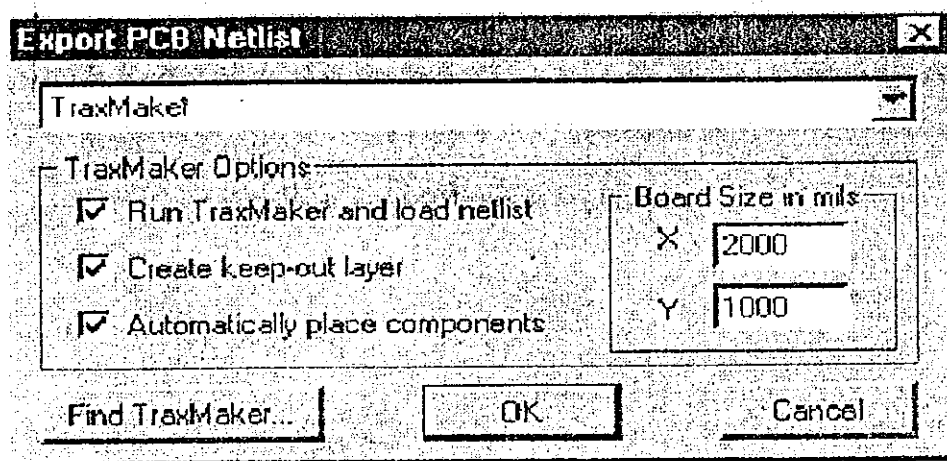 Export PCB Netlist
TraxMaker
TraxMaker Options
Run TraxMaker and load netlist
Create keep-out layer
Automatically place components
Board Size in mils
X 2000
Y 1000
Find TraxMaker... OK Cancel